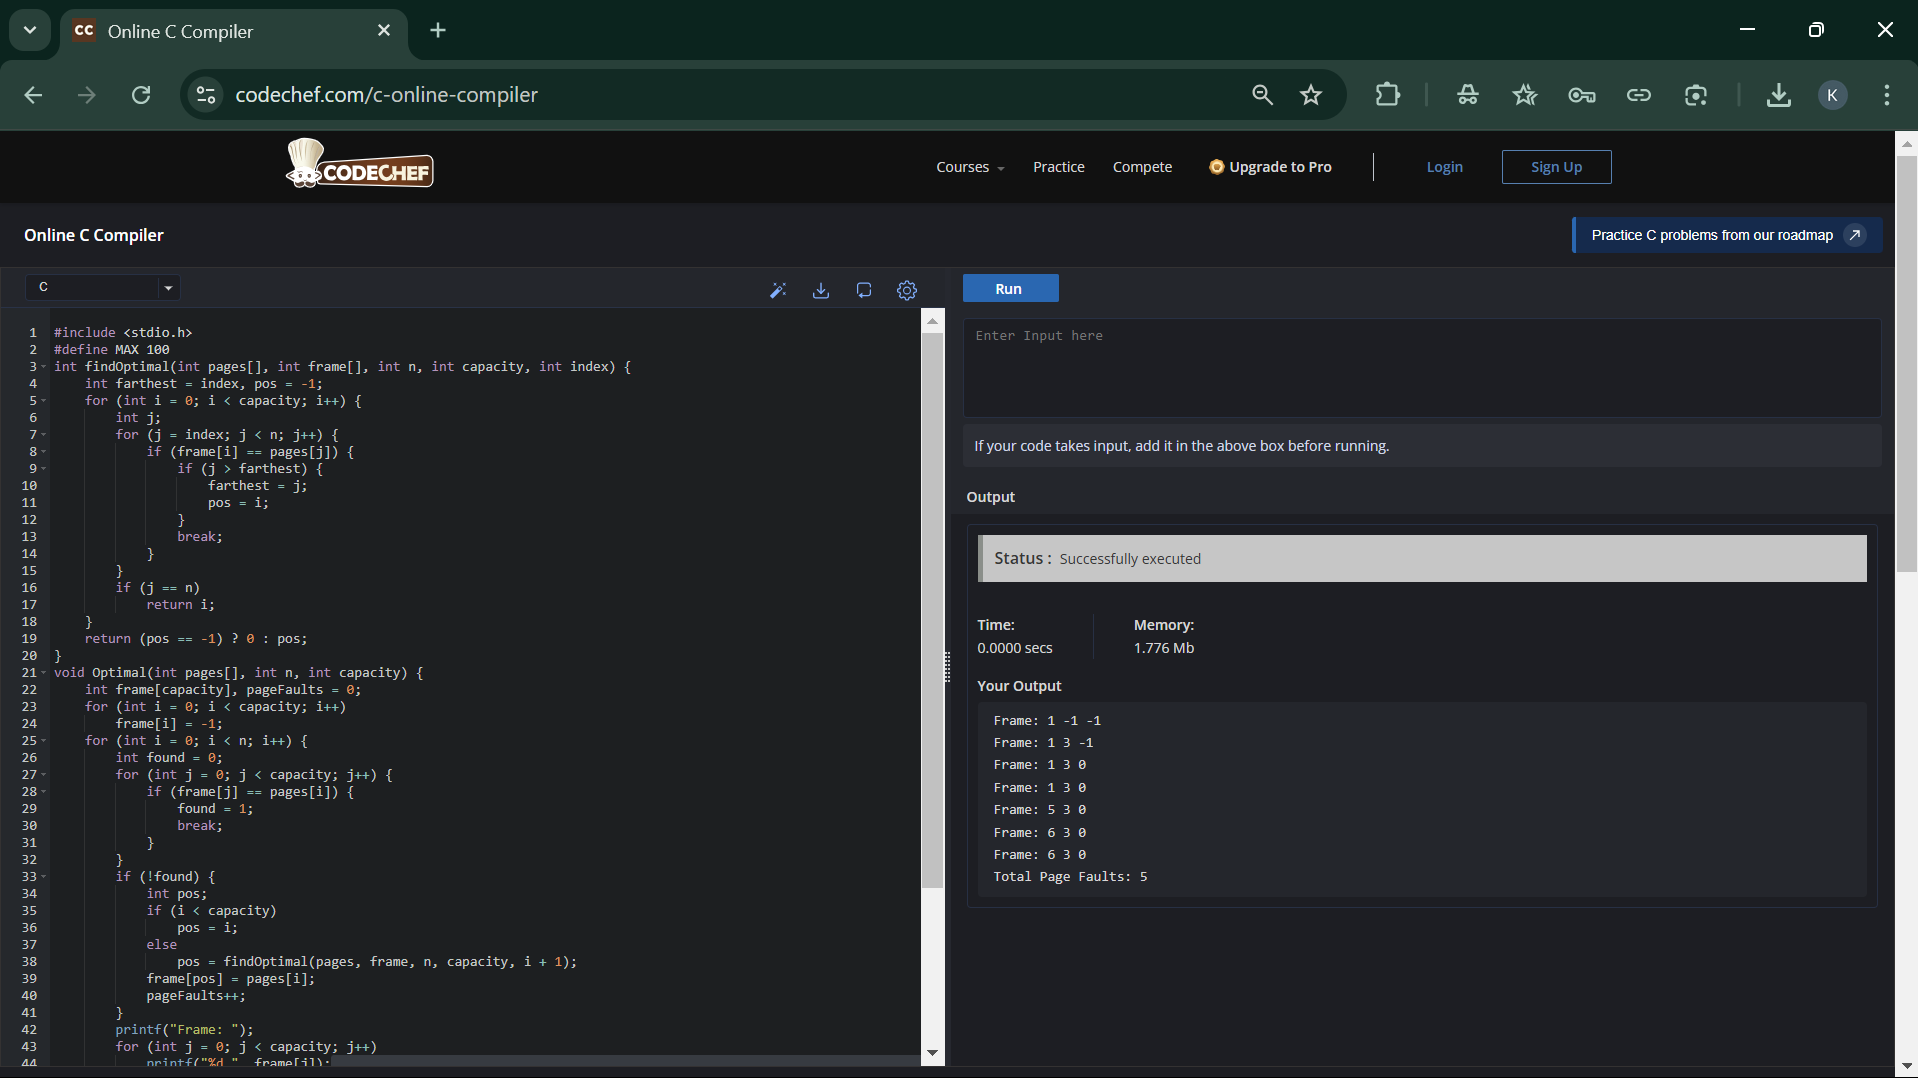 CC Online C Compiler
codechef.com/c-online-compiler
K
CODECHEF
Courses Practice Compete Upgrade to Pro Login Sign Up
Online C Compiler
Practice C problems from our roadmap
C
Run
1 #include <stdio.h>
2 #define MAX 100
3 int findOptimal(int pages[], int frame[], int n, int capacity, int index) {
4 int farthest = index, pos = -1;
5 for (int i = 0; i < capacity; i++) {
6 int j;
7 for (j = index; j < n; j++) {
8 if (frame[i] == pages[j]) {
9 if (j > farthest) {
10 farthest = j;
11 pos = i;
12 }
13 break;
14 }
15 }
16 if (j == n)
17 return i;
18 }
19 return (pos == -1) ? 0 : pos;
20 }
21 void Optimal(int pages[], int n, int capacity) {
22 int frame[capacity], pageFaults = 0;
23 for (int i = 0; i < capacity; i++)
24 frame[i] = -1;
25 for (int i = 0; i < n; i++) {
26 int found = 0;
27 for (int j = 0; j < capacity; j++) {
28 if (frame[j] == pages[i]) {
29 found = 1;
30 break;
31 }
32 }
33 if (!found) {
34 int pos;
35 if (i < capacity)
36 pos = i;
37 else
38 pos = findOptimal(pages, frame, n, capacity, i + 1);
39 frame[pos] = pages[i];
40 pageFaults++;
41 }
42 printf("Frame: ");
43 for (int j = 0; j < capacity; j++)
44 printf("%d ", frame[j]);
Enter Input here
If your code takes input, add it in the above box before running.
Output
Status : Successfully executed
Time: Memory:
0.0000 secs 1.776 Mb
Your Output
Frame: 1 -1 -1
Frame: 1 3 -1
Frame: 1 3 0
Frame: 1 3 0
Frame: 5 3 0
Frame: 6 3 0
Frame: 6 3 0
Total Page Faults: 5